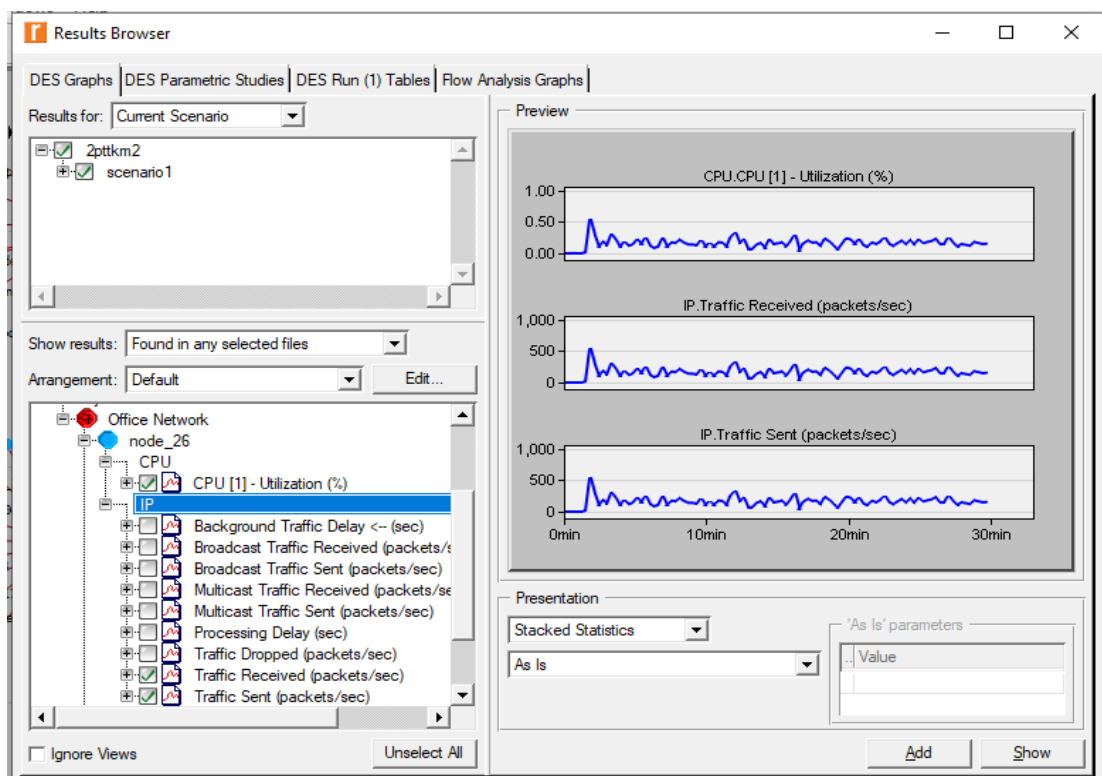 Results Browser
DES Graphs DES Parametric Studies DES Run (1) Tables Flow Analysis Graphs
Results for: Current Scenario
2pttkm2
scenario1
Show results: Found in any selected files
Arrangement: Default Edit...
Office Network
node_26
CPU
CPU [1] - Utilization (%)
IP
Background Traffic Delay <-- (sec)
Broadcast Traffic Received (packets/s
Broadcast Traffic Sent (packets/sec)
Multicast Traffic Received (packets/se
Multicast Traffic Sent (packets/sec)
Processing Delay (sec)
Traffic Dropped (packets/sec)
Traffic Received (packets/sec)
Traffic Sent (packets/sec)
Ignore Views Unselect All
Preview
CPU.CPU [1] - Utilization (%)
1.00
0.50
0.00
IP.Traffic Received (packets/sec)
1,000
500
0
IP.Traffic Sent (packets/sec)
1,000
500
0
0min 10min 20min 30min
Presentation
Stacked Statistics
As Is
'As Is' parameters
.. Value
Add Show